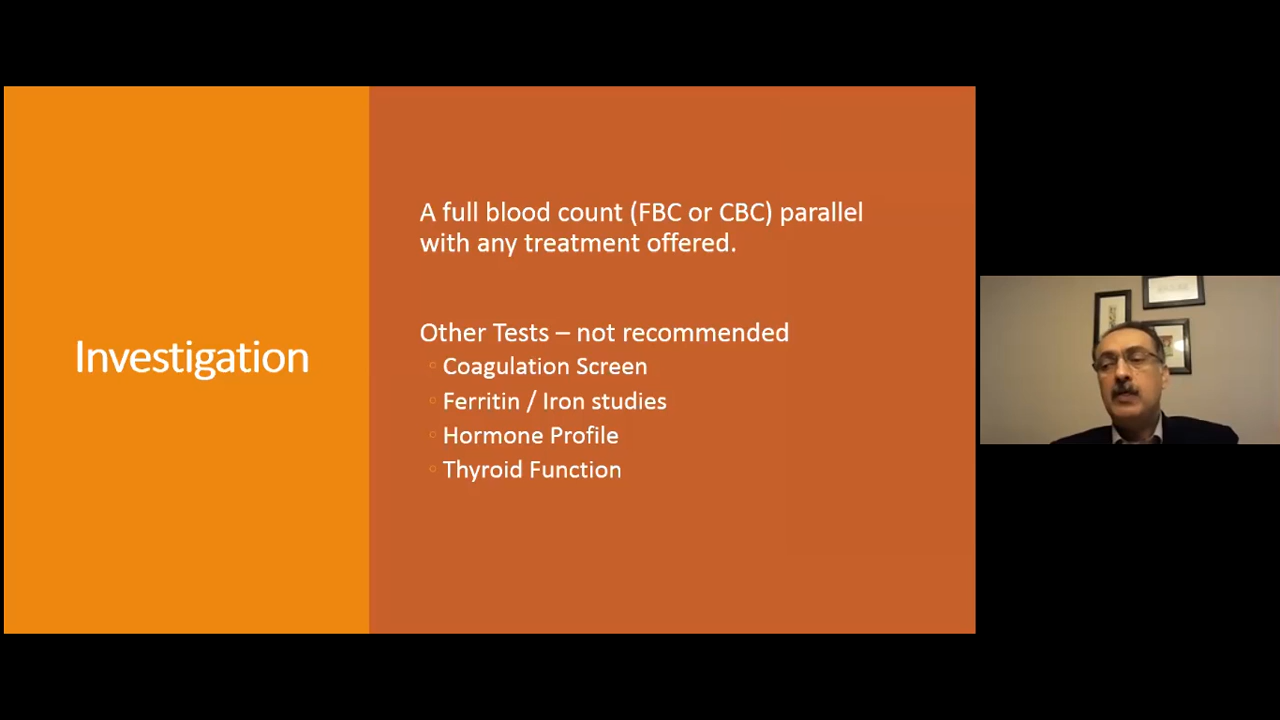 Investigation
A full blood count (FBC or CBC) parallel
with any treatment offered.
Other Tests – not recommended
Coagulation Screen
Ferritin / Iron studies
Hormone Profile
Thyroid Function